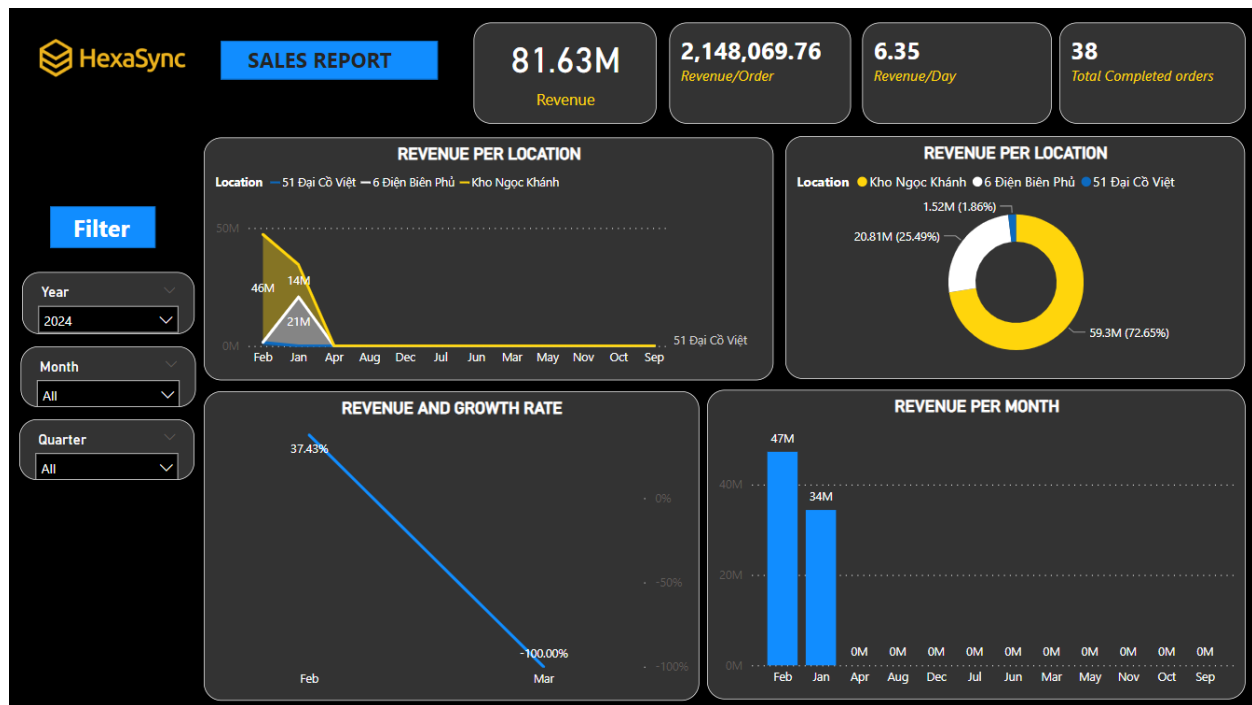 HexaSync
SALES REPORT
81.63M
Revenue
2,148,069.76
Revenue/Order
6.35
Revenue/Day
38
Total Completed orders
Filter
Year
2024
Month
All
Quarter
All
REVENUE PER LOCATION
Location 51 Đại Cồ Việt 6 Điện Biên Phủ Kho Ngọc Khánh
50M
46M
14M
21M
0M
51 Đại Cồ Việt
Feb Jan Apr Aug Dec Jul Jun Mar May Nov Oct Sep
REVENUE PER LOCATION
Location Kho Ngọc Khánh 6 Điện Biên Phủ 51 Đại Cồ Việt
1.52M (1.86%)
20.81M (25.49%)
59.3M (72.65%)
REVENUE AND GROWTH RATE
37.43%
0%
-50%
-100.00%
-100%
Feb Mar
REVENUE PER MONTH
47M
40M
34M
20M
0M 0M 0M 0M 0M 0M 0M 0M 0M 0M
0M
Feb Jan Apr Aug Dec Jul Jun Mar May Nov Oct Sep